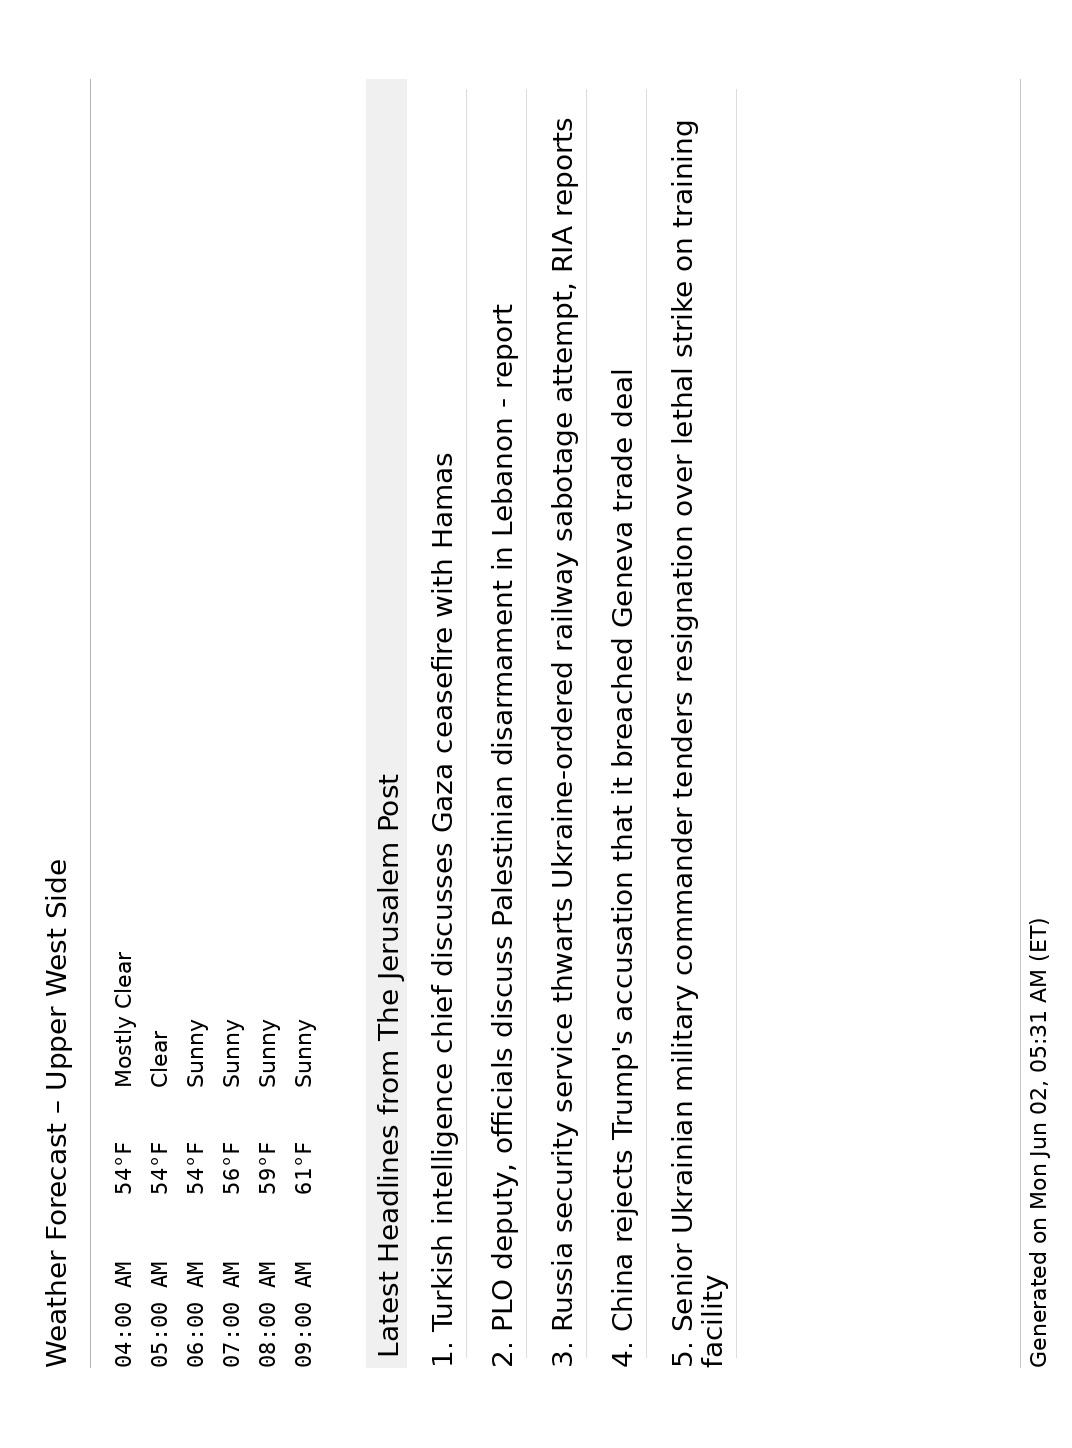 Weather Forecast – Upper West Side
04:00 AM 54°F Mostly Clear
05:00 AM 54°F Clear
06:00 AM 54°F Sunny
07:00 AM 56°F Sunny
08:00 AM 59°F Sunny
09:00 AM 61°F Sunny
Latest Headlines from The Jerusalem Post
1. Turkish intelligence chief discusses Gaza ceasefire with Hamas
2. PLO deputy, officials discuss Palestinian disarmament in Lebanon - report
3. Russia security service thwarts Ukraine-ordered railway sabotage attempt, RIA reports
4. China rejects Trump's accusation that it breached Geneva trade deal
5. Senior Ukrainian military commander tenders resignation over lethal strike on training
facility
Generated on Mon Jun 02, 05:31 AM (ET)